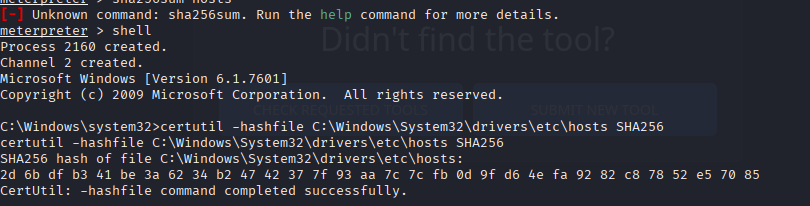 [-] Unknown command: sha256sum. Run the help command for more details.
meterpreter > shell
Didn't find the tool?
Process 2160 created.
Channel 2 created.
Microsoft Windows [Version 6.1.7601]
Copyright (c) 2009 Microsoft Corporation.  All rights reserved.
CHECK REQUESTED TOOLS
SUBMIT NEW TOOL
C:\Windows\system32>certutil -hashfile C:\Windows\System32\drivers\etc\hosts SHA256
certutil -hashfile C:\Windows\System32\drivers\etc\hosts SHA256
SHA256 hash of file C:\Windows\System32\drivers\etc\hosts:
2d 6b df b3 41 be 3a 62 34 b2 47 42 37 7f 93 aa 7c 7c fb 0d 9f d6 4e fa 92 82 c8 78 52 e5 70 85
CertUtil: -hashfile command completed successfully.